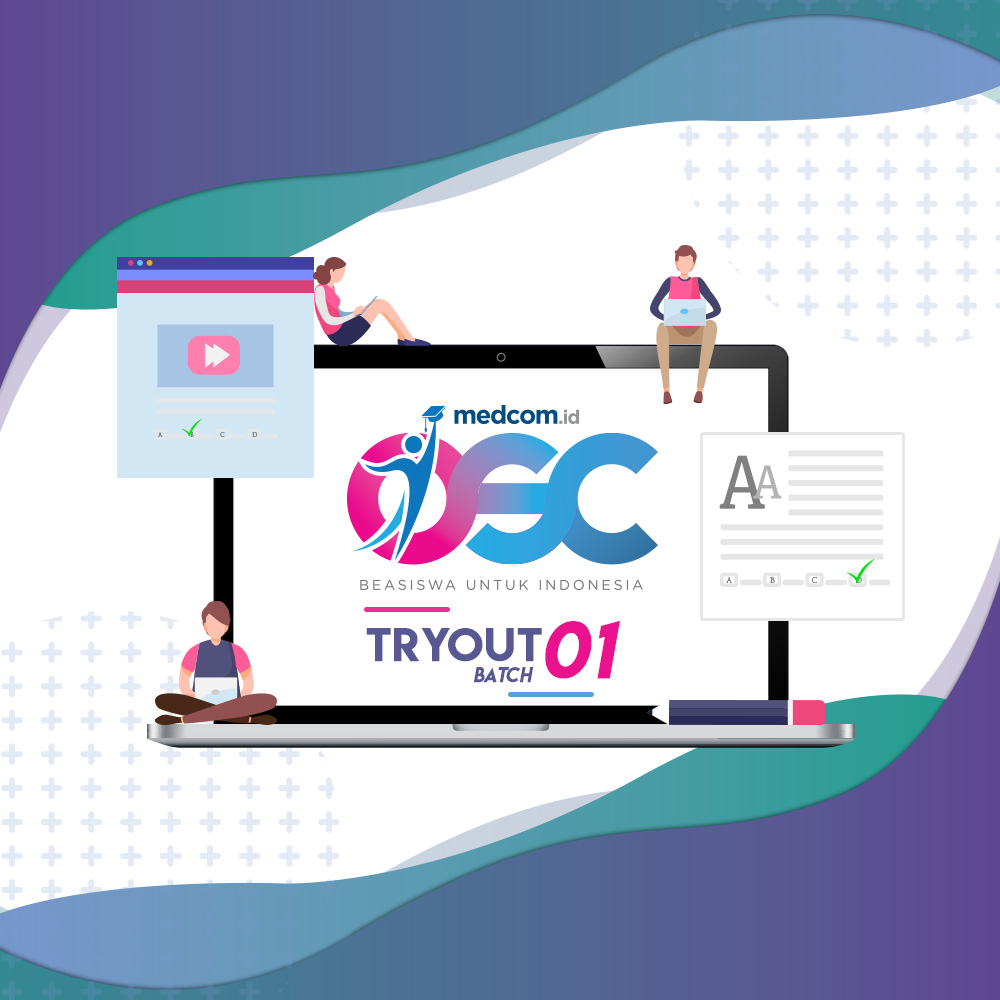 medcom.id
OSC
BEASISWA UNTUK INDONESIA
TRYOUT 01
BATCH
A B C D
AA
A B C D